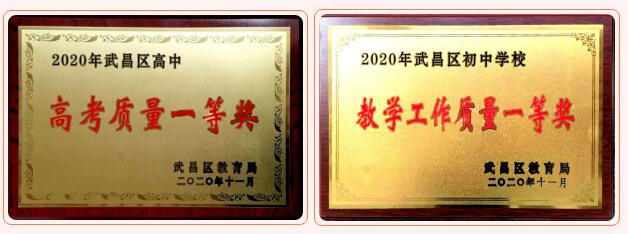 2020年武昌区高中
高考质量一等奖
武昌区教育局
二〇二〇年十一月
2020年武昌区初中学校
教学工作质量一等奖
武昌区教育局
二〇二〇年十一月